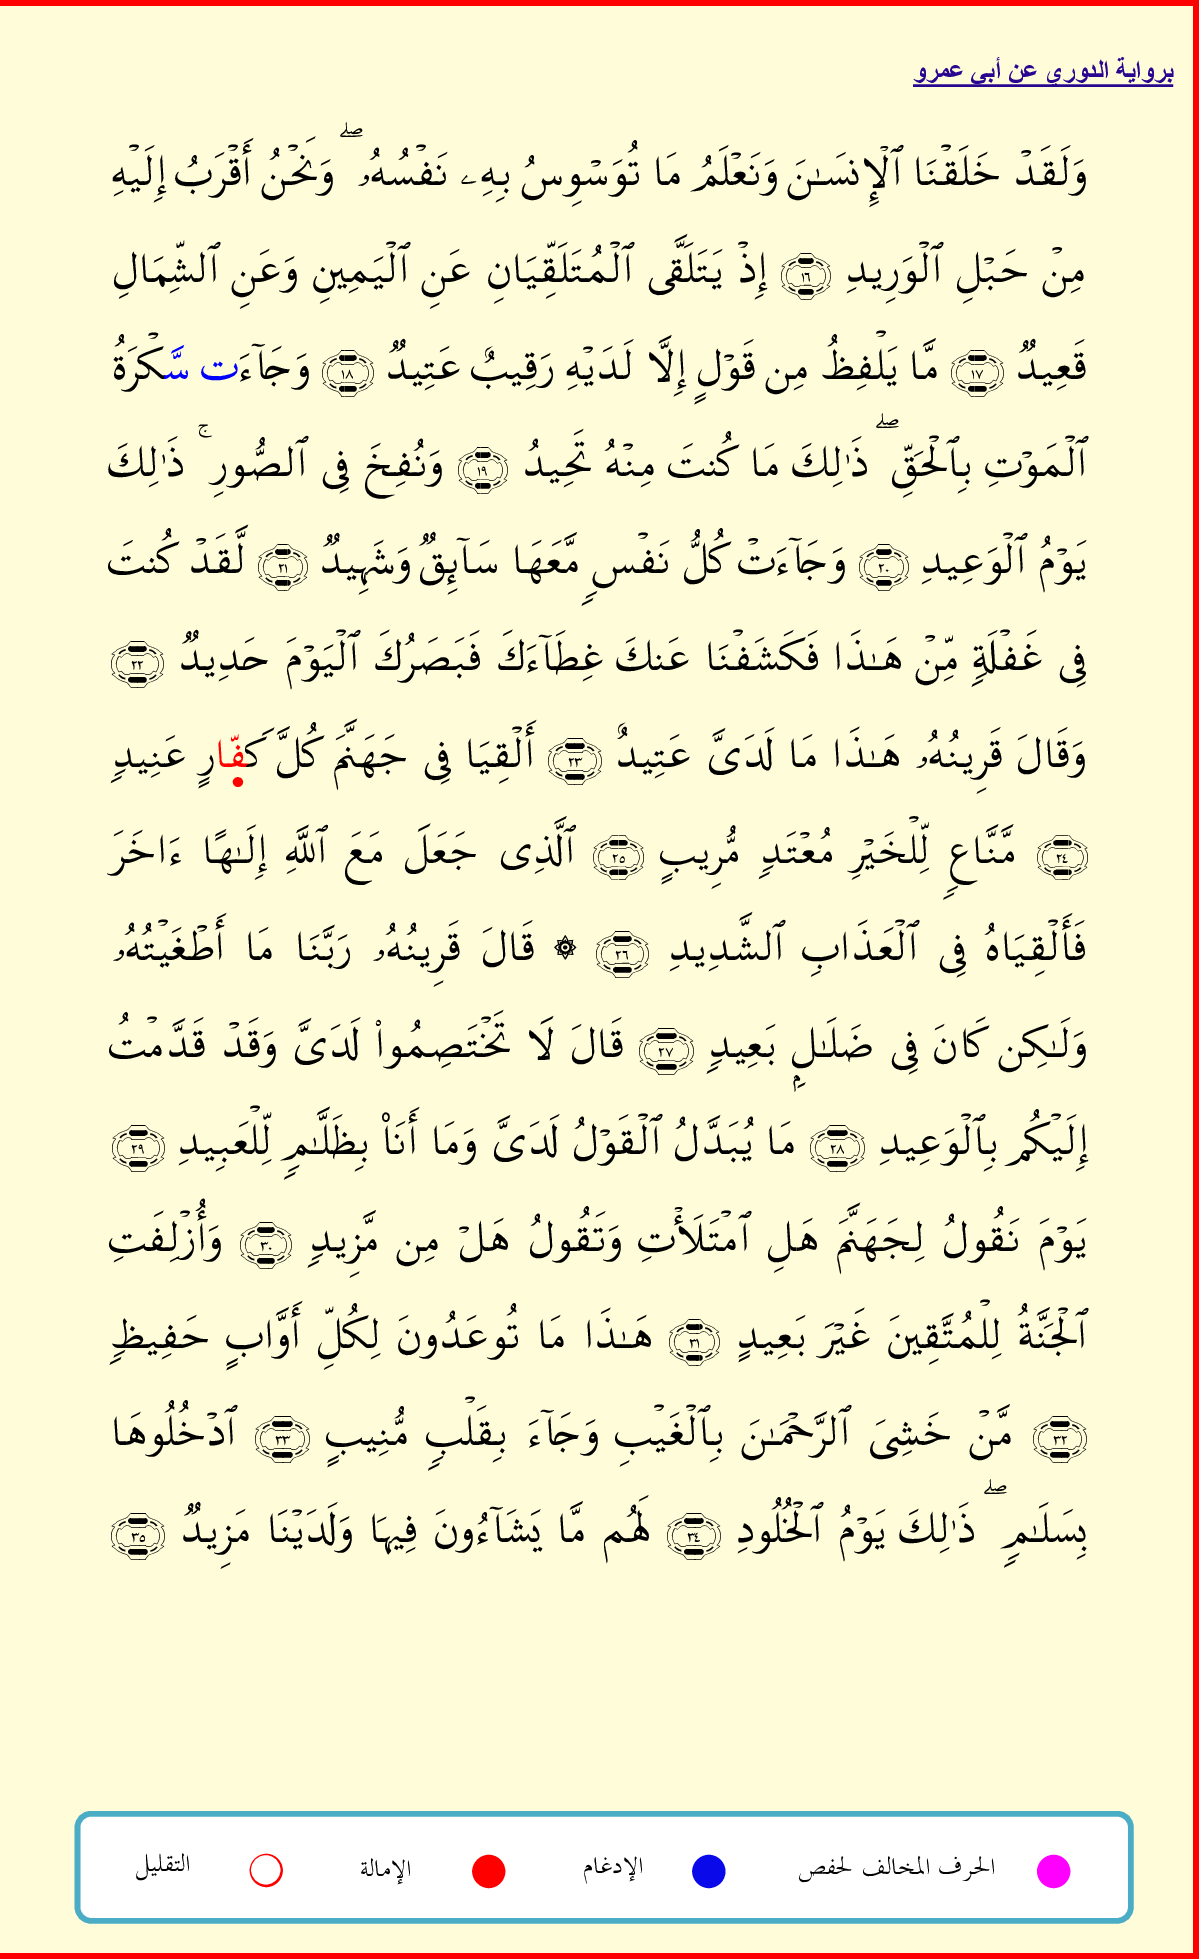 برواية الدوري عن أبي عمرو
وَلَقَدۡ خَلَقۡنَا ٱلۡإِنسَٰنَ وَنَعۡلَمُ مَا تُوَسۡوِسُ بِهِۦ نَفۡسُهُۥۖ وَنَحۡنُ أَقۡرَبُ إِلَيۡهِ
مِنۡ حَبۡلِ ٱلۡوَرِيدِ ١٦ إِذۡ يَتَلَقَّى ٱلۡمُتَلَقِّيَانِ عَنِ ٱلۡيَمِينِ وَعَنِ ٱلشِّمَالِ
قَعِيدٞ ١٧ مَّا يَلۡفِظُ مِن قَوۡلٍ إِلَّا لَدَيۡهِ رَقِيبٌ عَتِيدٞ ١٨ وَجَآءَت سَّكۡرَةُ
ٱلۡمَوۡتِ بِٱلۡحَقِّۖ ذَٰلِكَ مَا كُنتَ مِنۡهُ تَحِيدُ ١٩ وَنُفِخَ فِي ٱلصُّورِۚ ذَٰلِكَ
يَوۡمُ ٱلۡوَعِيدِ ٢٠ وَجَآءَتۡ كُلُّ نَفۡسٖ مَّعَهَا سَآئِقٞ وَشَهِيدٞ ٢١ لَّقَدۡ كُنتَ
فِي غَفۡلَةٖ مِّنۡ هَٰذَا فَكَشَفۡنَا عَنكَ غِطَآءَكَ فَبَصَرُكَ ٱلۡيَوۡمَ حَدِيدٞ ٢٢
وَقَالَ قَرِينُهُۥ هَٰذَا مَا لَدَيَّ عَتِيدٌ ٢٣ أَلۡقِيَا فِي جَهَنَّمَ كُلَّ كَفّارٍ عَنِيدٖ
٢٤ مَّنَّاعٖ لِّلۡخَيۡرِ مُعۡتَدٖ مُّرِيبٍ ٢٥ ٱلَّذِي جَعَلَ مَعَ ٱللَّهِ إِلَٰهًا ءَاخَرَ
فَأَلۡقِيَاهُ فِي ٱلۡعَذَابِ ٱلشَّدِيدِ ٢٦ ۞ قَالَ قَرِينُهُۥ رَبَّنَا مَا أَطۡغَيۡتُهُۥ
وَلَٰكِن كَانَ فِي ضَلَٰلِۭ بَعِيدٖ ٢٧ قَالَ لَا تَخۡتَصِمُواْ لَدَيَّ وَقَدۡ قَدَّمۡتُ
إِلَيۡكُم بِٱلۡوَعِيدِ ٢٨ مَا يُبَدَّلُ ٱلۡقَوۡلُ لَدَيَّ وَمَا أَنَا۠ بِظَلَّٰمٖ لِّلۡعَبِيدِ ٢٩
يَوۡمَ نَقُولُ لِجَهَنَّمَ هَلِ ٱمۡتَلَأۡتِ وَتَقُولُ هَلۡ مِن مَّزِيدٖ ٣٠ وَأُزۡلِفَتِ
ٱلۡجَنَّةُ لِلۡمُتَّقِينَ غَيۡرَ بَعِيدٍ ٣١ هَٰذَا مَا تُوعَدُونَ لِكُلِّ أَوَّابٍ حَفِيظٖ
٣٢ مَّنۡ خَشِيَ ٱلرَّحۡمَٰنَ بِٱلۡغَيۡبِ وَجَآءَ بِقَلۡبٖ مُّنِيبٍ ٣٣ ٱدۡخُلُوهَا
بِسَلَٰمٖۖ ذَٰلِكَ يَوۡمُ ٱلۡخُلُودِ ٣٤ لَهُم مَّا يَشَآءُونَ فِيهَا وَلَدَيۡنَا مَزِيدٞ ٣٥
الحرف المخالف لحفص الإدغام الإمالة التقليل